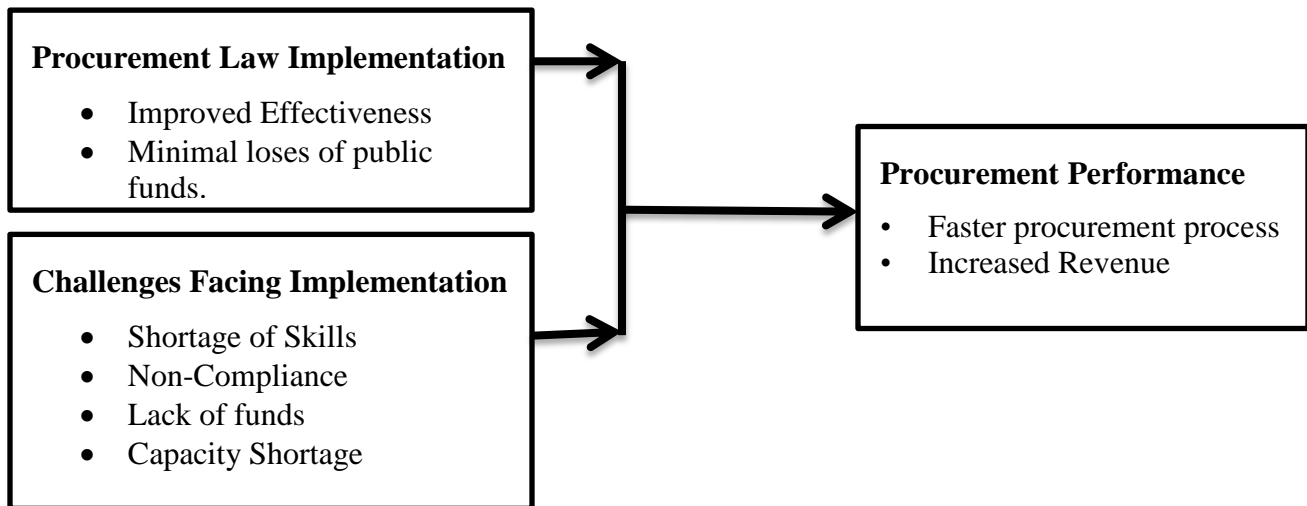 Procurement Law Implementation
• Improved Effectiveness
• Minimal loses of public
funds.
Challenges Facing Implementation
• Shortage of Skills
• Non-Compliance
• Lack of funds
• Capacity Shortage
Procurement Performance
• Faster procurement process
• Increased Revenue